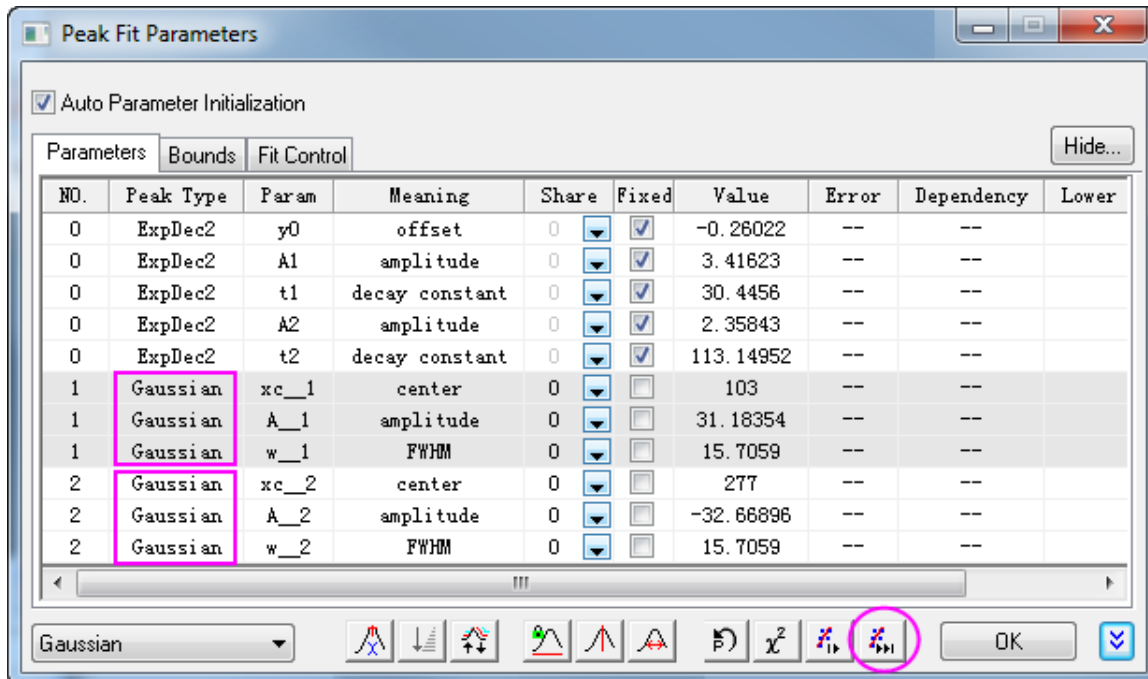 Peak Fit Parameters
Auto Parameter Initialization
Parameters Bounds Fit Control Hide...
NO. Peak Type Param Meaning Share Fixed Value Error Dependency Lower
0 ExpDec2 y0 offset 0 -0.26022 -- --
0 ExpDec2 A1 amplitude 0 3.41623 -- --
0 ExpDec2 t1 decay constant 0 30.4456 -- --
0 ExpDec2 A2 amplitude 0 2.35843 -- --
0 ExpDec2 t2 decay constant 0 113.14952 -- --
1 Gaussian xc__1 center 0 103 -- --
1 Gaussian A__1 amplitude 0 31.18354 -- --
1 Gaussian w__1 FWHM 0 15.7059 -- --
2 Gaussian xc__2 center 0 277 -- --
2 Gaussian A__2 amplitude 0 -32.66896 -- --
2 Gaussian w__2 FWHM 0 15.7059 -- --
Gaussian χ² OK